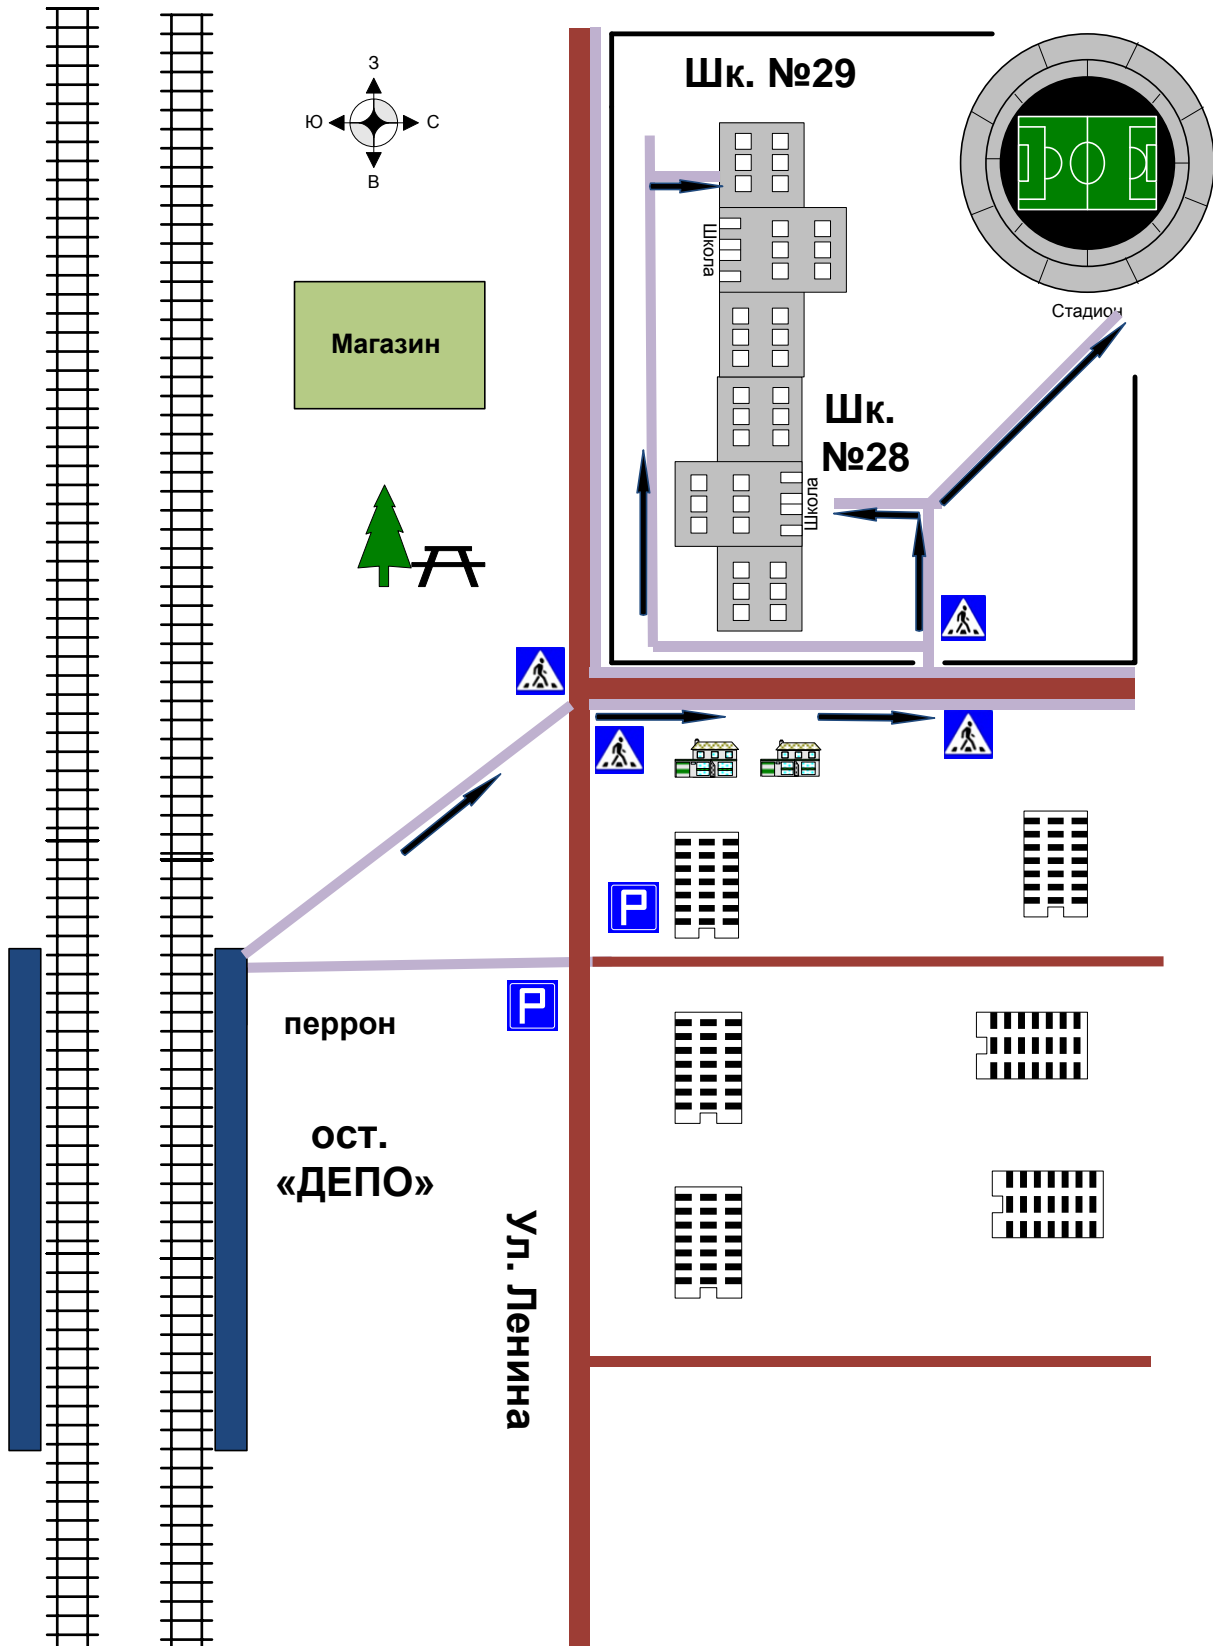 Шк. №29
З
Ю
С
В
Школа
Стадион
Магазин
Шк.
№28
Школа
P
P
перрон
ост.
«ДЕПО»
Ул. Ленина